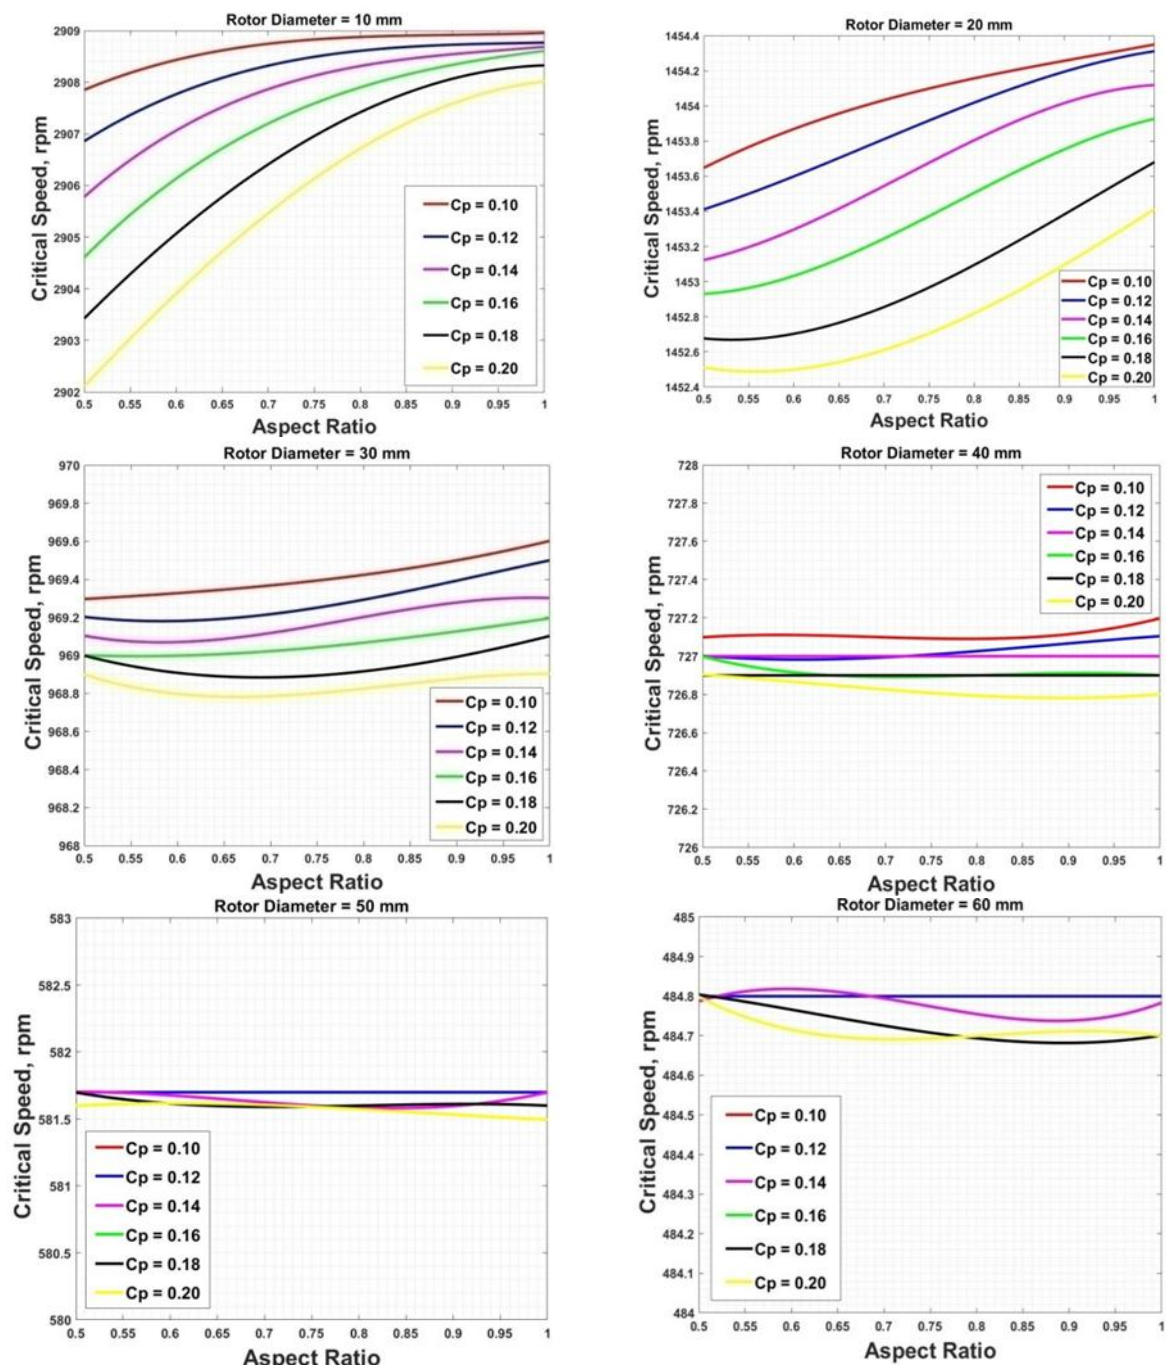 Rotor Diameter = 10 mm
2909
2908
2907
2906
2905
2904
2903
2902
Critical Speed, rpm
Cp = 0.10
Cp = 0.12
Cp = 0.14
Cp = 0.16
Cp = 0.18
Cp = 0.20
0.5 0.55 0.6 0.65 0.7 0.75 0.8 0.85 0.9 0.95 1
Aspect Ratio
Rotor Diameter = 20 mm
1454.4
1454.2
1454
1453.8
1453.6
1453.4
1453.2
1453
1452.8
1452.6
1452.4
Critical Speed, rpm
Cp = 0.10
Cp = 0.12
Cp = 0.14
Cp = 0.16
Cp = 0.18
Cp = 0.20
0.5 0.55 0.6 0.65 0.7 0.75 0.8 0.85 0.9 0.95 1
Aspect Ratio
Rotor Diameter = 30 mm
970
969.8
969.6
969.4
969.2
969
968.8
968.6
968.4
968.2
968
Critical Speed, rpm
Cp = 0.10
Cp = 0.12
Cp = 0.14
Cp = 0.16
Cp = 0.18
Cp = 0.20
0.5 0.55 0.6 0.65 0.7 0.75 0.8 0.85 0.9 0.95 1
Aspect Ratio
Rotor Diameter = 40 mm
728
727.8
727.6
727.4
727.2
727
726.8
726.6
726.4
726.2
726
Critical Speed, rpm
Cp = 0.10
Cp = 0.12
Cp = 0.14
Cp = 0.16
Cp = 0.18
Cp = 0.20
0.5 0.55 0.6 0.65 0.7 0.75 0.8 0.85 0.9 0.95 1
Aspect Ratio
Rotor Diameter = 50 mm
583
582.5
582
581.5
581
580.5
580
Critical Speed, rpm
Cp = 0.10
Cp = 0.12
Cp = 0.14
Cp = 0.16
Cp = 0.18
Cp = 0.20
0.5 0.55 0.6 0.65 0.7 0.75 0.8 0.85 0.9 0.95 1
Aspect Ratio
Rotor Diameter = 60 mm
485
484.9
484.8
484.7
484.6
484.5
484.4
484.3
484.2
484.1
484
Critical Speed, rpm
Cp = 0.10
Cp = 0.12
Cp = 0.14
Cp = 0.16
Cp = 0.18
Cp = 0.20
0.5 0.55 0.6 0.65 0.7 0.75 0.8 0.85 0.9 0.95 1
Aspect Ratio